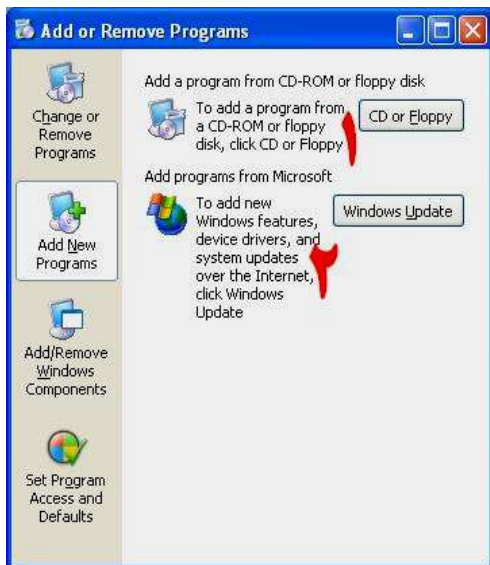 Add or Remove Programs
Change or
Remove
Programs
Add New
Programs
Add/Remove
Windows
Components
Set Program
Access and
Defaults
Add a program from CD-ROM or floppy disk
To add a program from
a CD-ROM or floppy
disk, click CD or Floppy
CD or Floppy
۱
Add programs from Microsoft
To add new
Windows features,
device drivers, and
system updates
over the Internet,
click Windows
Update
Windows Update
۲